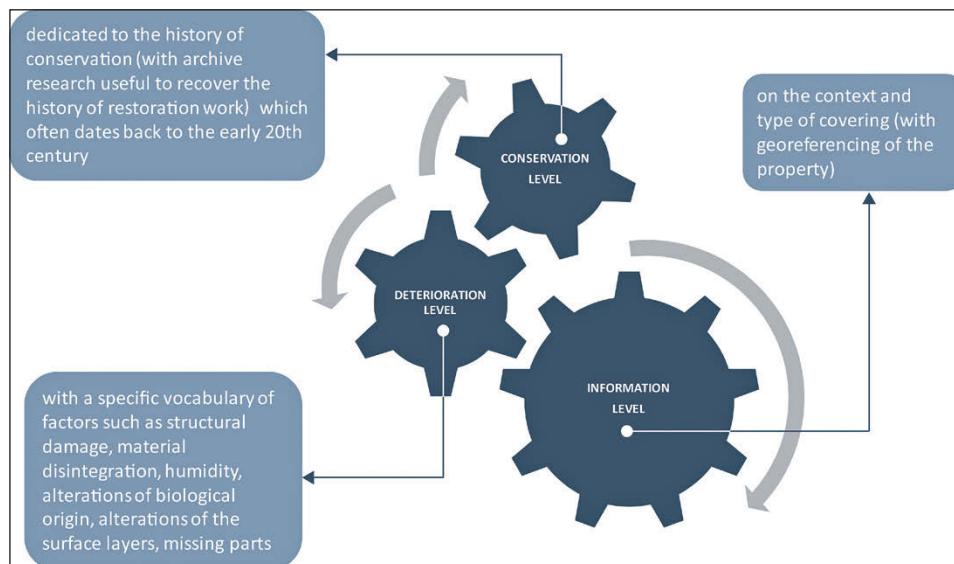 dedicated to the history of
conservation (with archive
research useful to recover the
history of restoration work) which
often dates back to the early 20th
century
on the context and
type of covering (with
georeferencing of the
property)
CONSERVATION
LEVEL
DETERIORATION
LEVEL
INFORMATION
LEVEL
with a specific vocabulary of
factors such as structural
damage, material
disintegration, humidity,
alterations of biological
origin, alterations of the
surface layers, missing parts